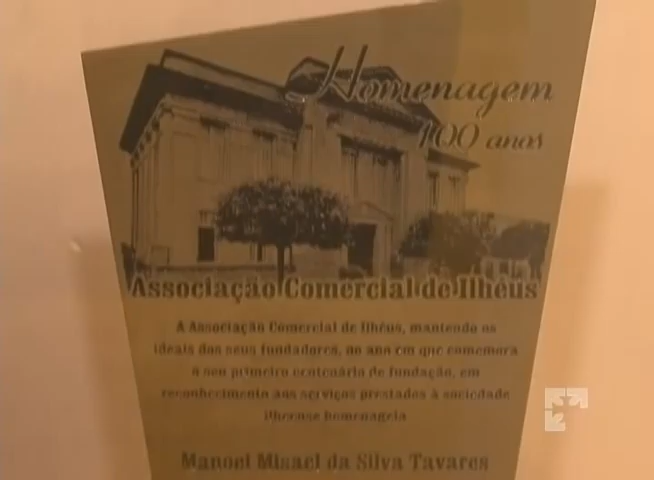 Homenagem
100 anos
Associação Comercial de Ilhéus
A Associação Comercial de Ilhéus, mantendo os
ideais dos seus fundadores, no ano em que comemora
o seu primeiro centenário de fundação, em
reconhecimento aos serviços prestados à sociedade
ilheense homenageia
Manoel Misael da Silva Tavares